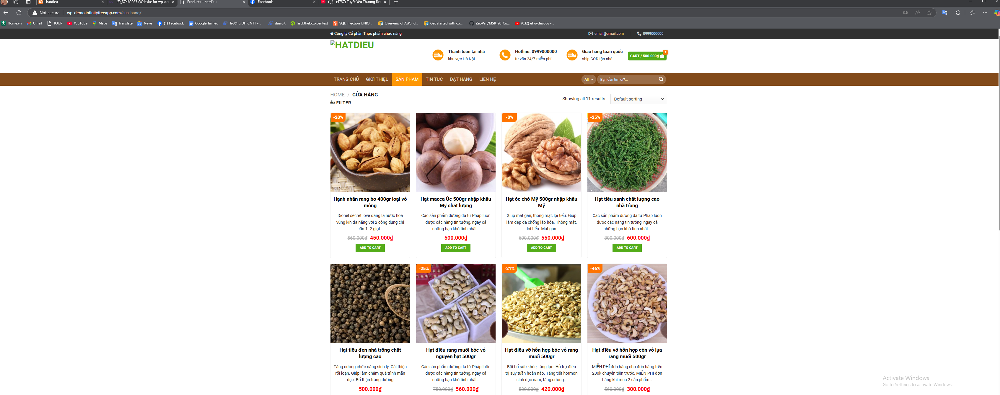 hatdieu
if0_37469027 (Website for wp-de
Products – hatdieu
Facebook
(4737) Tuyết Yêu Thương Re
Not secure
wp-demo.infinityfreeapp.com/cua-hang/
Home.vn
Gmail
TOUR
YouTube
Maps
Translate
News
(1) Facebook
Google Tài liệu
Trường ĐH CNTT -...
daa.uit
hackthebox-pentest
SQL injection UNIO...
Overview of AWS id...
Get started with co...
ZeoVan/MSR_20_Co...
(832) elroydevops -...
Công ty Cổ phần Thực phẩm chức năng
email@gmail.com
0999000000
HATDIEU
Thanh toán tại nhà
khu vực Hà Nội
Hotline: 0999000000
tư vấn 24/7 miễn phí
Giao hàng toàn quốc
ship COD tận nhà
CART / 500.000₫
1
TRANG CHỦ
GIỚI THIỆU
SẢN PHẨM
TIN TỨC
ĐẶT HÀNG
LIÊN HỆ
All
Bạn cần tìm gì?...
HOME / CỬA HÀNG
FILTER
Showing all 11 results
Default sorting
-20%
Hạnh nhân rang bơ 400gr loại vỏ
mỏng
Dionel secret love đang là nước hoa
vùng kín đa năng với 2 công dụng chỉ
cần 1 -2 giọt...
560.000₫ 450.000₫
ADD TO CART
Hạt macca Úc 500gr nhập khẩu
Mỹ chất lượng
Các sản phẩm dưỡng da từ Pháp luôn
được các nàng tin tưởng, ngay cả
những bạn khó tính nhất...
500.000₫
ADD TO CART
-8%
Hạt óc chó Mỹ 500gr nhập khẩu
Mỹ
Giúp mát gan, thông mật, lợi tiểu. Giúp
làm đẹp da chống lão hóa. Thông mật,
lợi tiểu. Mát gan
600.000₫ 550.000₫
ADD TO CART
-25%
Hạt tiêu xanh chất lượng cao
nhà trồng
Các sản phẩm dưỡng da từ Pháp luôn
được các nàng tin tưởng, ngay cả
những bạn khó tính nhất...
800.000₫ 600.000₫
ADD TO CART
Hạt tiêu đen nhà trồng chất
lượng cao
Tăng cường chức năng sinh lý. Cải thiện
rối loạn. Giúp làm chậm quá trình mãn
dục. Bổ thận tráng dương
500.000₫
-25%
Hạt điều rang muối bóc vỏ
nguyên hạt 500gr
Các sản phẩm dưỡng da từ Pháp luôn
được các nàng tin tưởng, ngay cả
những bạn khó tính nhất...
750.000₫ 560.000₫
-21%
Hạt điều vỡ hỗn hợp bóc vỏ rang
muối 500gr
Bồi bổ sức khỏe, tăng lực. Hỗ trợ điều
trị suy tuần hoàn não. Tăng tiết hormon
sinh dục nam, tăng cường...
530.000₫ 420.000₫
-46%
Hạt điều vỡ hỗn hợp còn vỏ lụa
rang muối 500gr
MIỄN PHÍ đơn hàng cho đơn hàng trên
200k chuyển tiền trước. MIỄN PHÍ đơn
hàng khi mua 2 sản phẩm...
560.000₫ 300.000₫
Activate Windows
Go to Settings to activate Windows.